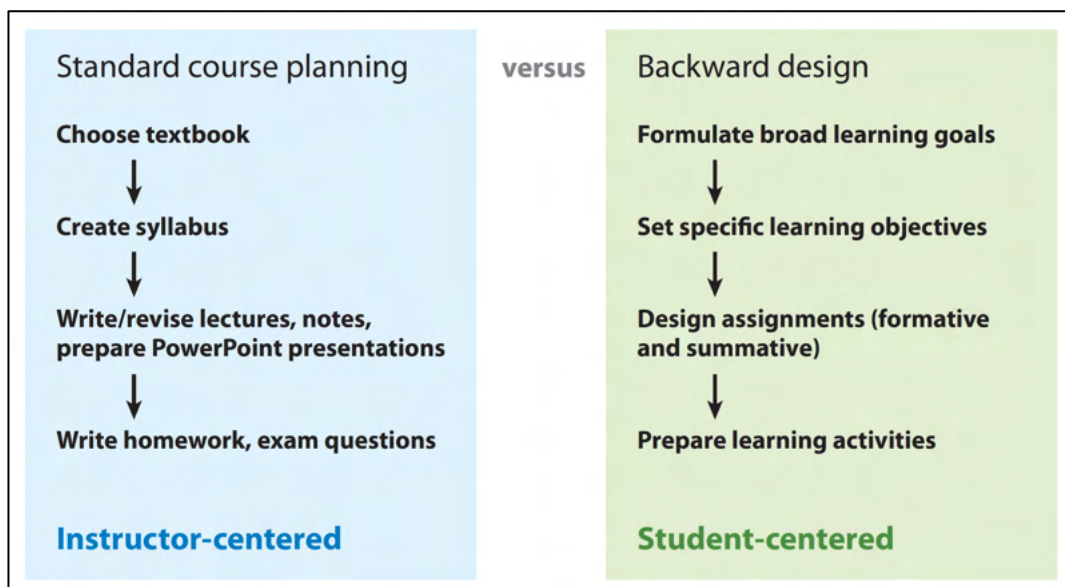 Standard course planning
versus
Backward design
Choose textbook
Create syllabus
Write/revise lectures, notes,
prepare PowerPoint presentations
Write homework, exam questions
Instructor-centered
Formulate broad learning goals
Set specific learning objectives
Design assignments (formative
and summative)
Prepare learning activities
Student-centered